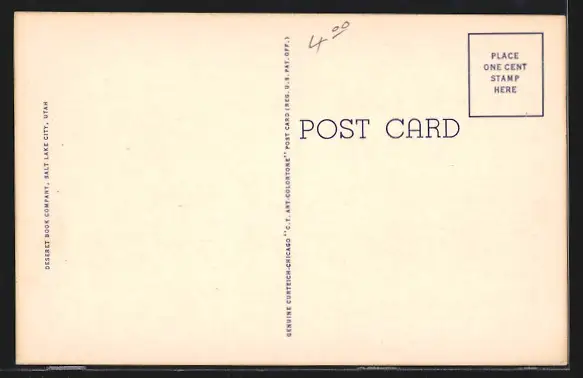 DESERET BOOK COMPANY, SALT LAKE CITY, UTAH
GENUINE CURTEICH-CHICAGO "C.T. ART-COLORTONE" POST CARD (REG. U.S. PAT. OFF.)
4 00
POST CARD
PLACE
ONE CENT
STAMP
HERE